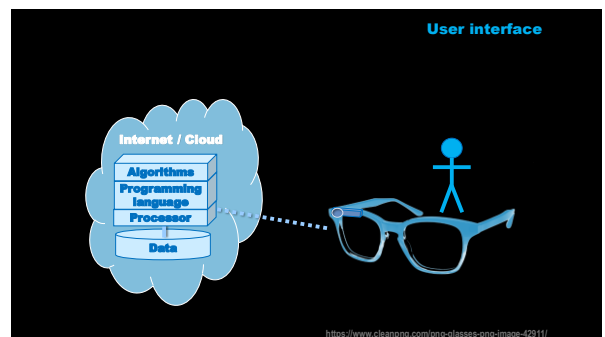 User interface
Internet / Cloud
Algorithms
Programming
language
Processor
Data
https://www.cleanpng.com/png-glasses-png-image-42911/